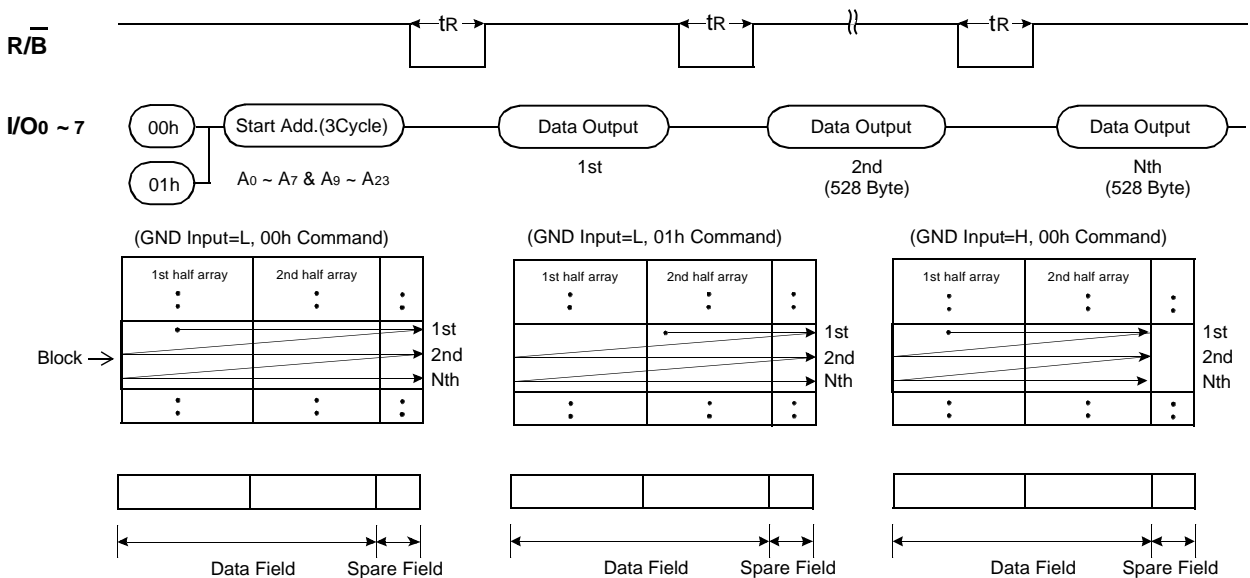 tR tR tR
R/B
I/O0 ~ 7 00h Start Add.(3Cycle) Data Output Data Output Data Output
01h A0 ~ A7 & A9 ~ A23 1st 2nd Nth
(528 Byte) (528 Byte)
(GND Input=L, 00h Command) (GND Input=L, 01h Command) (GND Input=H, 00h Command)
1st half array 2nd half array 1st half array 2nd half array 1st half array 2nd half array
1st 1st 1st
Block 2nd 2nd 2nd
Nth Nth Nth
Data Field Spare Field Data Field Spare Field Data Field Spare Field